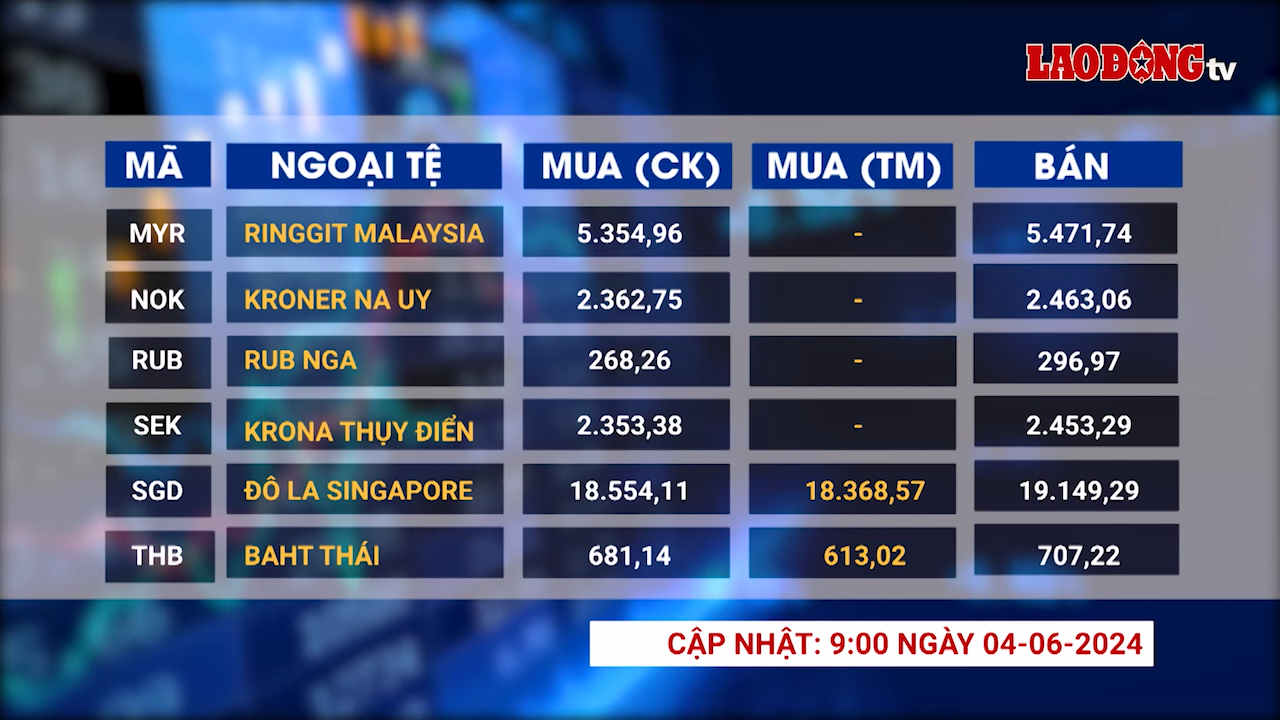 LAO ĐỘNG tv
MÃ NGOẠI TỆ MUA (CK) MUA (TM) BÁN
MYR RINGGIT MALAYSIA 5.354,96 - 5.471,74
NOK KRONER NA UY 2.362,75 - 2.463,06
RUB RUB NGA 268,26 - 296,97
SEK KRONA THỤY ĐIỂN 2.353,38 - 2.453,29
SGD ĐÔ LA SINGAPORE 18.554,11 18.368,57 19.149,29
THB BAHT THÁI 681,14 613,02 707,22
CẬP NHẬT: 9:00 NGÀY 04-06-2024